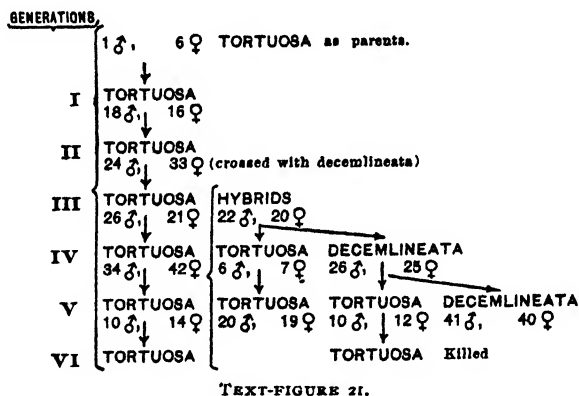 GENERATIONS.
1 ♂, 6 ♀ TORTUOSA as parents.
I TORTUOSA
18 ♂, 16 ♀
II TORTUOSA
24 ♂, 33 ♀ (crossed with decemlineata)
III TORTUOSA HYBRIDS
26 ♂, 21 ♀ 22 ♂, 20 ♀
IV TORTUOSA TORTUOSA DECEMLINEATA
34 ♂, 42 ♀ 6 ♂, 7 ♀ 26 ♂, 25 ♀
V TORTUOSA TORTUOSA TORTUOSA DECEMLINEATA
10 ♂, 14 ♀ 20 ♂, 19 ♀ 10 ♂, 12 ♀ 41 ♂, 40 ♀
VI TORTUOSA TORTUOSA Killed
TEXT-FIGURE 21.